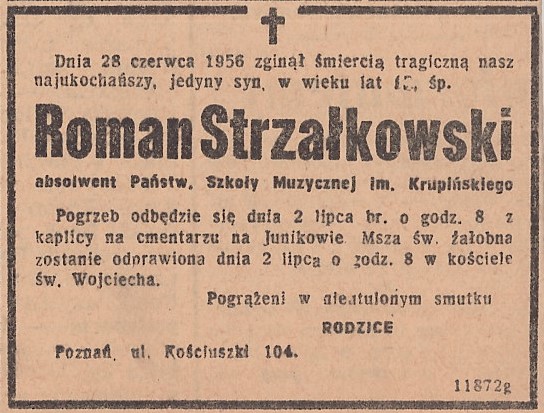 Dnia 28 czerwca 1956 zginął śmiercią tragiczną nasz
najukochańszy, jedyny syn, w wieku lat śp.
Roman Strzałkowski
absolwent Państw. Szkoły Muzycznej im. Krupińskiego
Pogrzeb odbędzie się dnia 2 lipca br. o godz. 8 z
kaplicy na cmentarzu na Junikowie. Msza św. żałobna
zostanie odprawiona dnia 2 lipca o godz. 8 w kościele
św. Wojciecha.
Pogrążeni w nieutulonym smutku
RODZICE
Poznań, ul. Kościuszki 104.
11872g